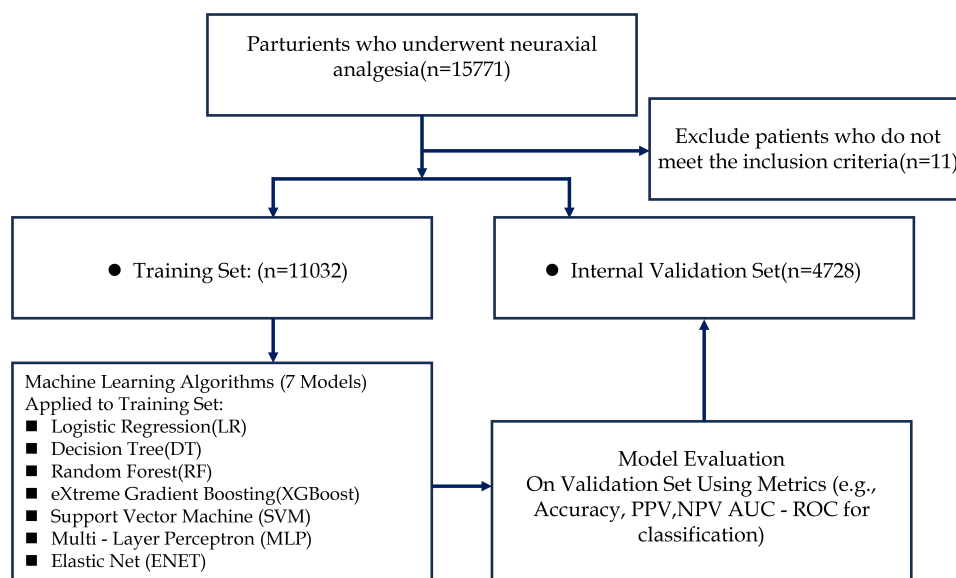 Parturients who underwent neuraxial
analgesia(n=15771)
Exclude patients who do not
meet the inclusion criteria(n=11)
● Training Set: (n=11032)
● Internal Validation Set(n=4728)
Machine Learning Algorithms (7 Models)
Applied to Training Set:
■ Logistic Regression(LR)
■ Decision Tree(DT)
■ Random Forest(RF)
■ eXtreme Gradient Boosting(XGBoost)
■ Support Vector Machine (SVM)
■ Multi - Layer Perceptron (MLP)
■ Elastic Net (ENET)
Model Evaluation
On Validation Set Using Metrics (e.g.,
Accuracy, PPV,NPV AUC - ROC for
classification)